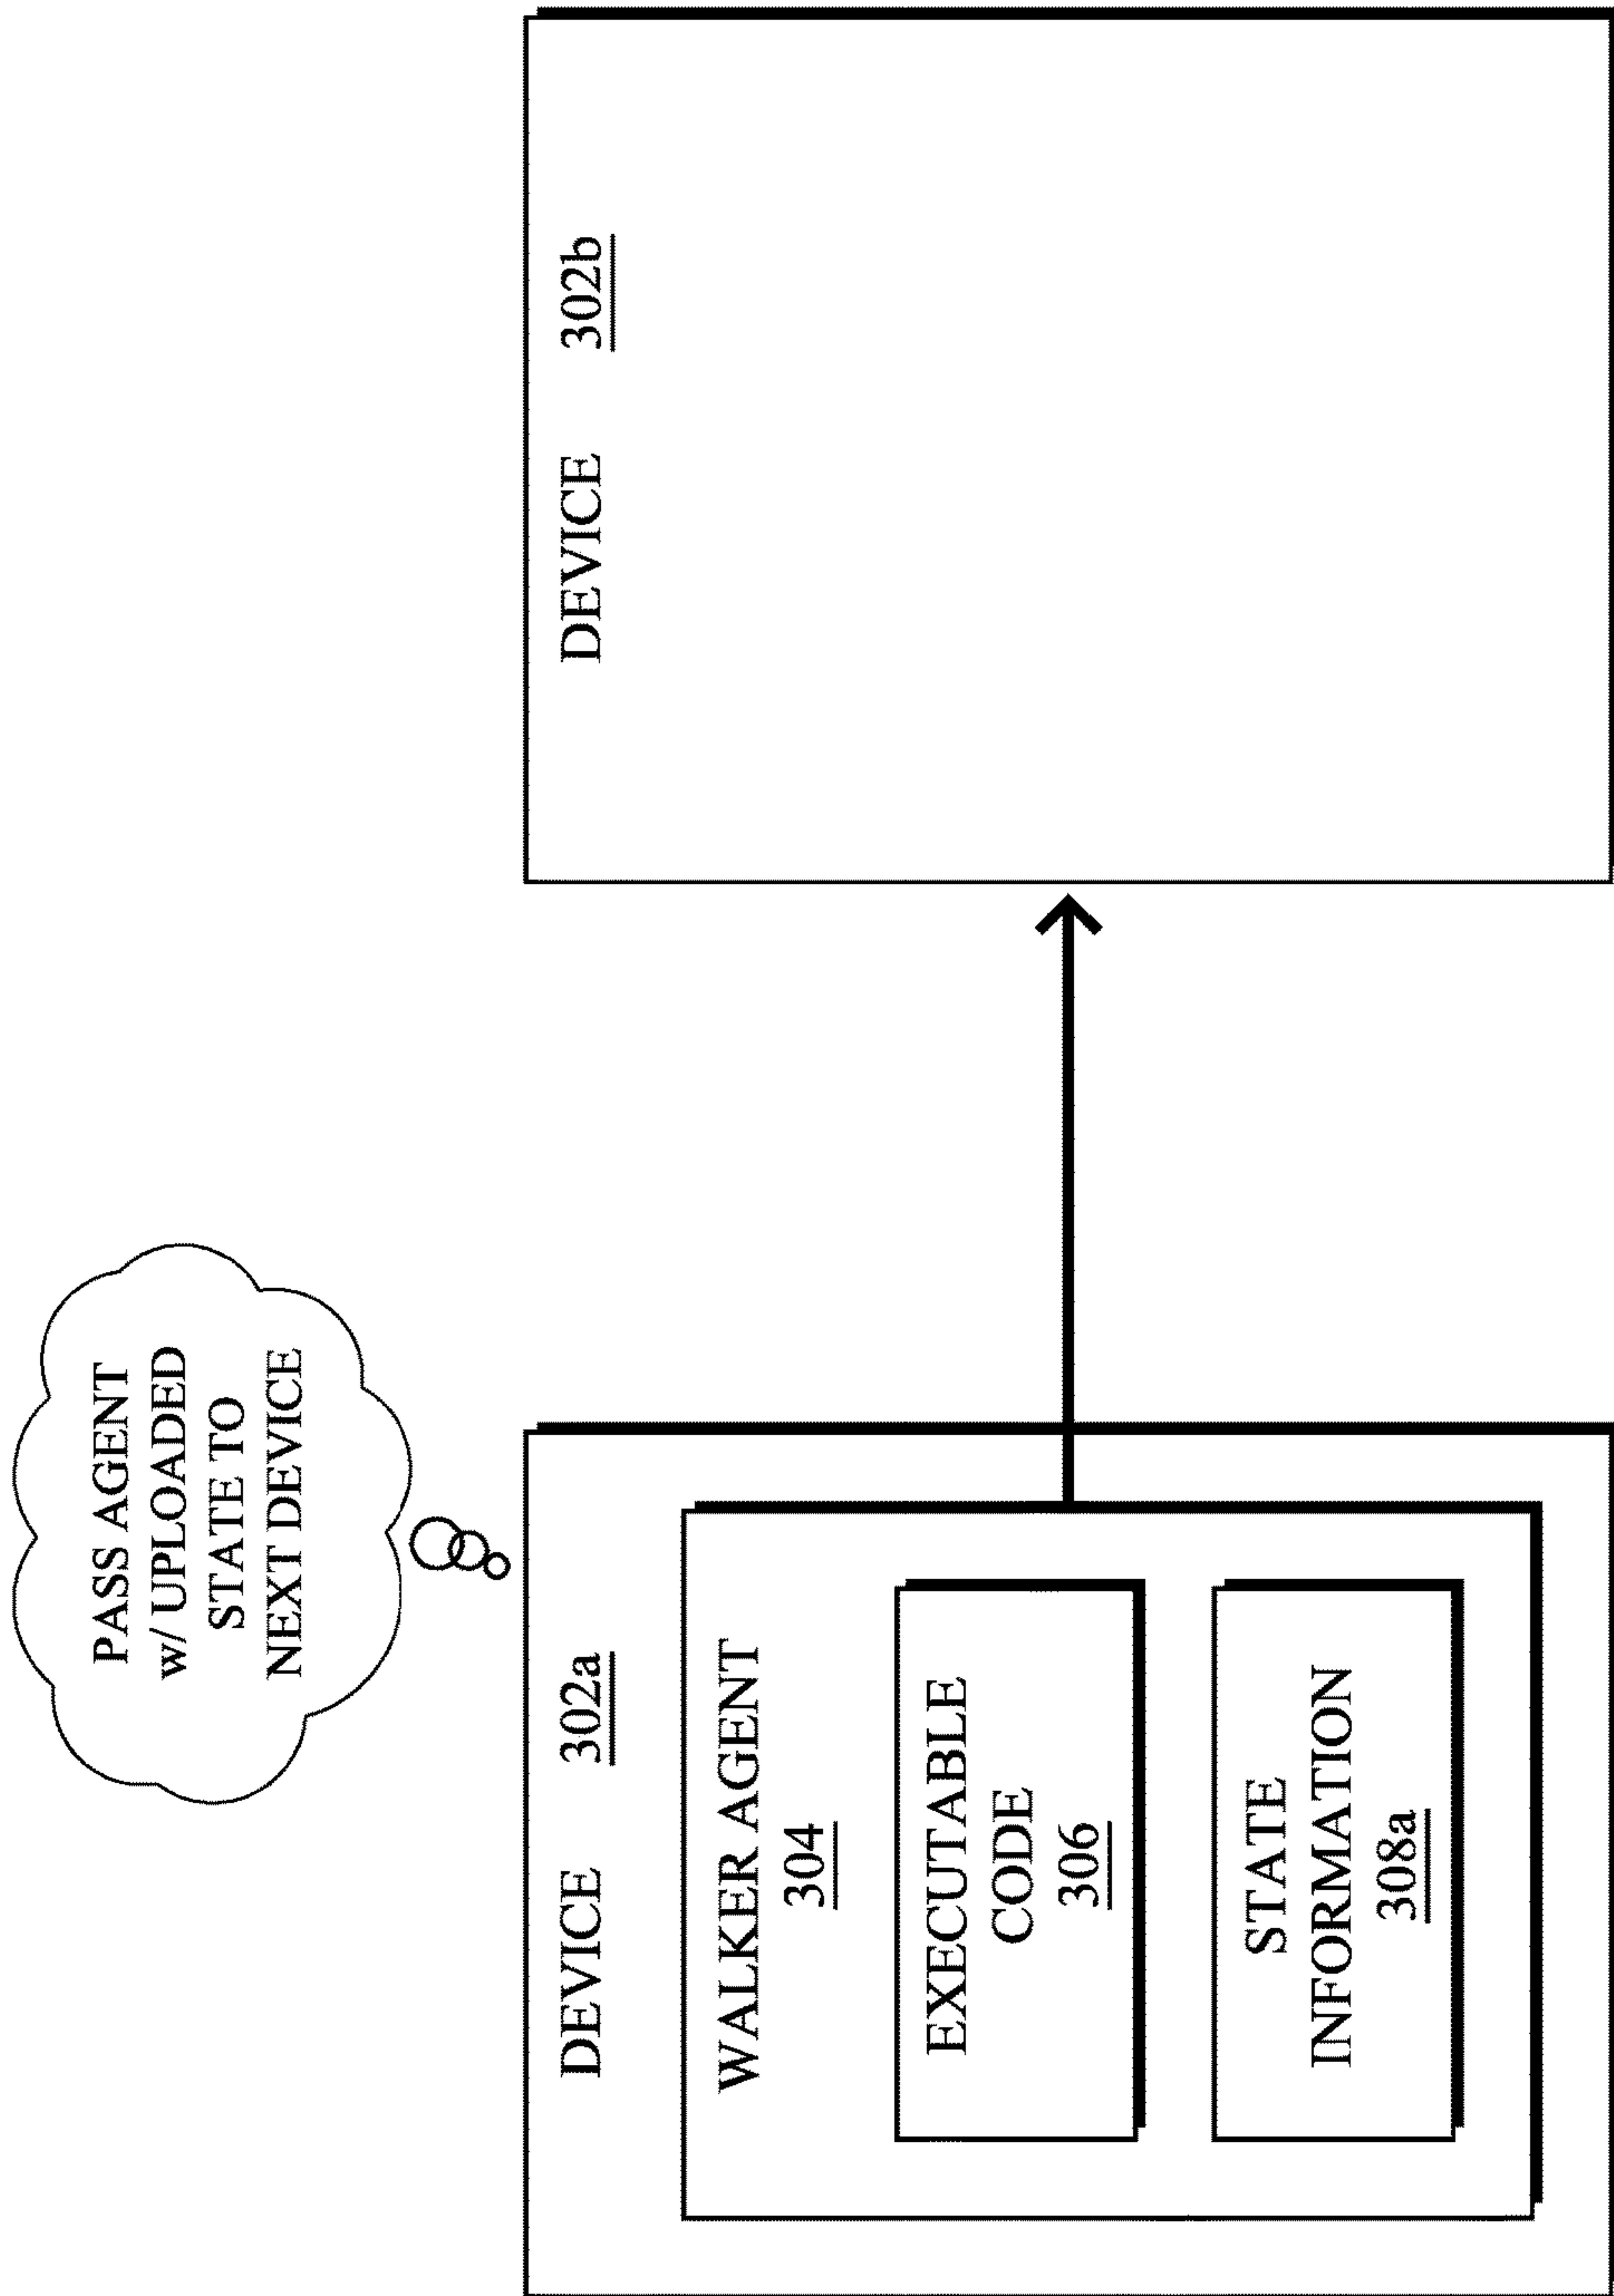 PASS AGENT
w/ UPLOADED
STATE TO
NEXT DEVICE
DEVICE 302a
WALKER AGENT
304
EXECUTABLE
CODE
306
STATE
INFORMATION
308a
DEVICE 302b